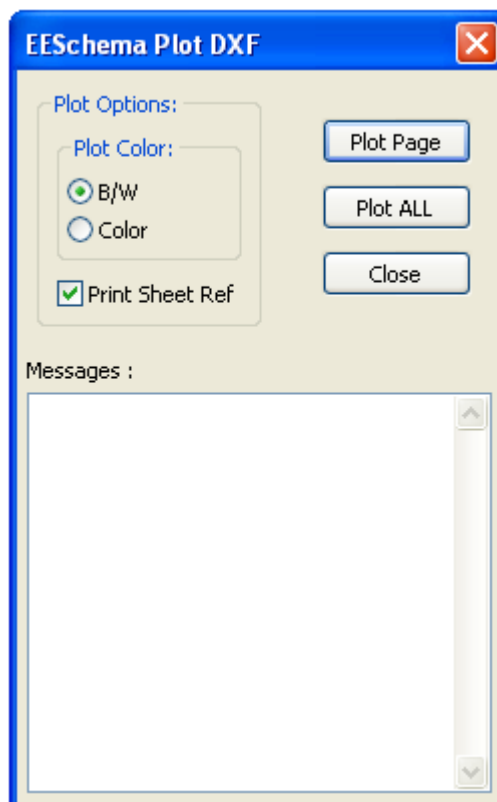 EESchema Plot DXF
Plot Options:
Plot Color:
B/W
Color
Print Sheet Ref
Plot Page
Plot ALL
Close
Messages :